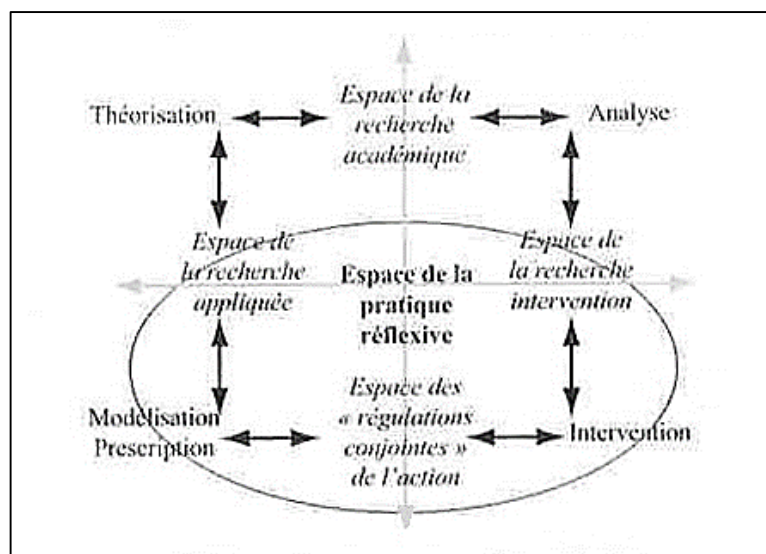 Théorisation
Espace de la
recherche
académique
Analyse
Espace de
la recherche
appliquée
Espace de la
pratique
réflexive
Espace de
la recherche
intervention
Modélisation
Prescription
Espace des
« régulations
conjointes »
de l'action
Intervention